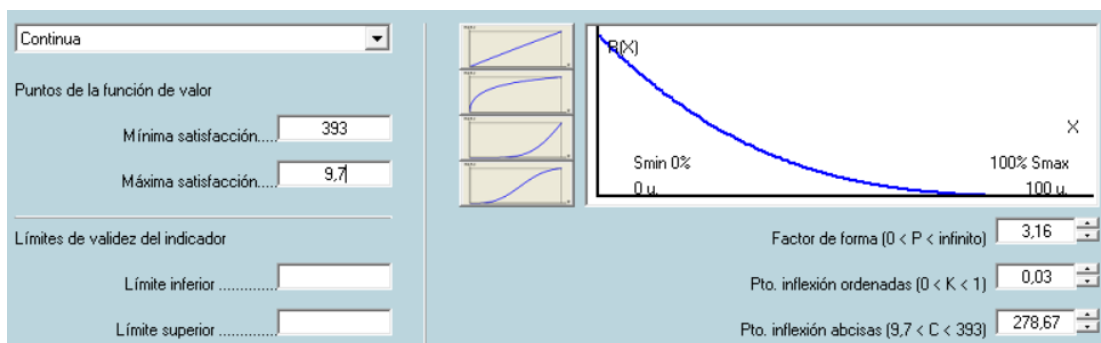 Continua
Puntos de la función de valor
Mínima satisfacción..... 393
Máxima satisfacción..... 9,7
Límites de validez del indicador
Límite inferior .............
Límite superior .............
R(X)
X
Smin 0%
100% Smax
0 u.
100 u.
Factor de forma (0 < P < infinito) 3,16
Pto. inflexión ordenadas (0 < K < 1) 0,03
Pto. inflexión abcisas (9,7 < C < 393) 278,67